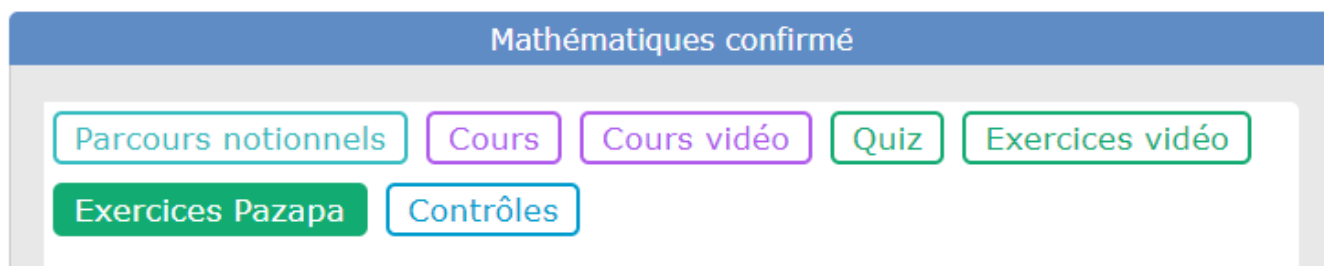 Mathématiques confirmé
Parcours notionnels Cours Cours vidéo Quiz Exercices vidéo
Exercices Pazapa Contrôles